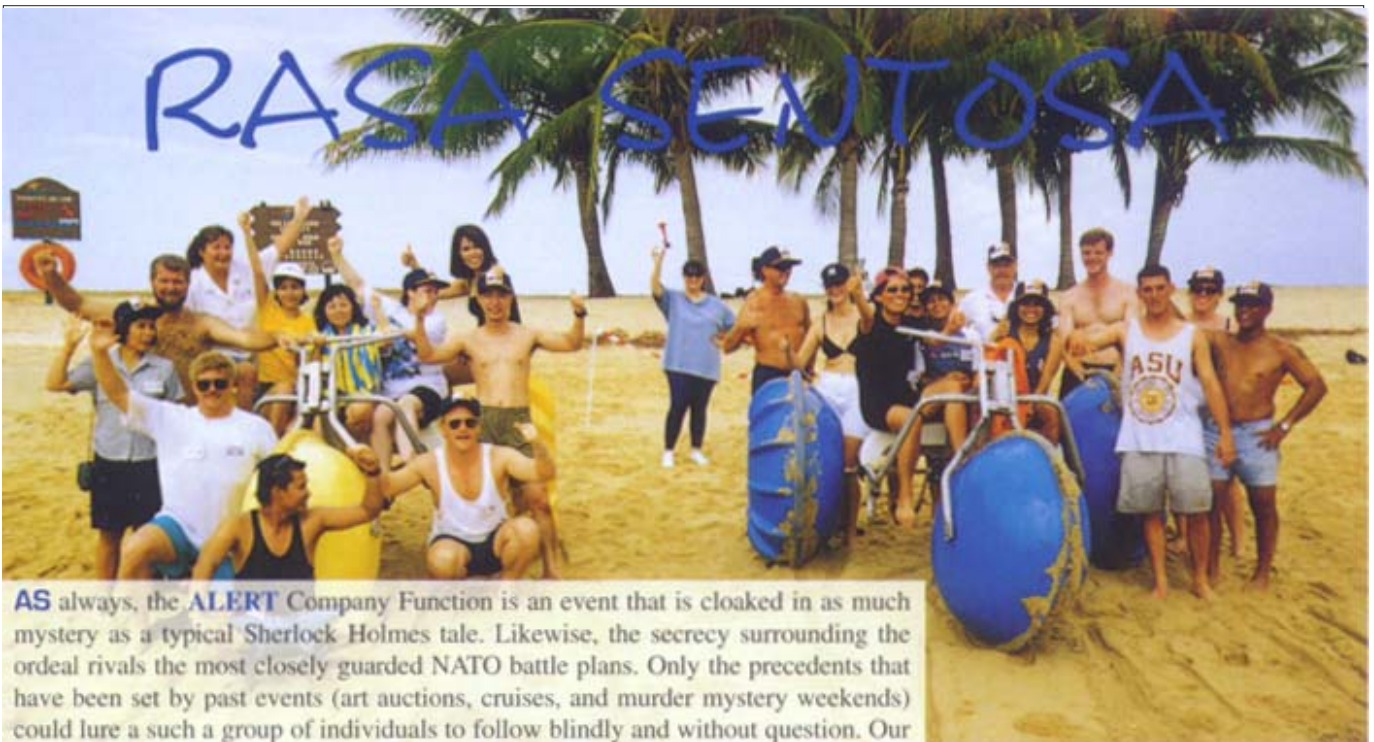 RASA SENTOSA
ASU
AS always, the ALERT Company Function is an event that is cloaked in as much
mystery as a typical Sherlock Holmes tale. Likewise, the secrecy surrounding the
ordeal rivals the most closely guarded NATO battle plans. Only the precedents that
have been set by past events (art auctions, cruises, and murder mystery weekends)
could lure a such a group of individuals to follow blindly and without question. Our